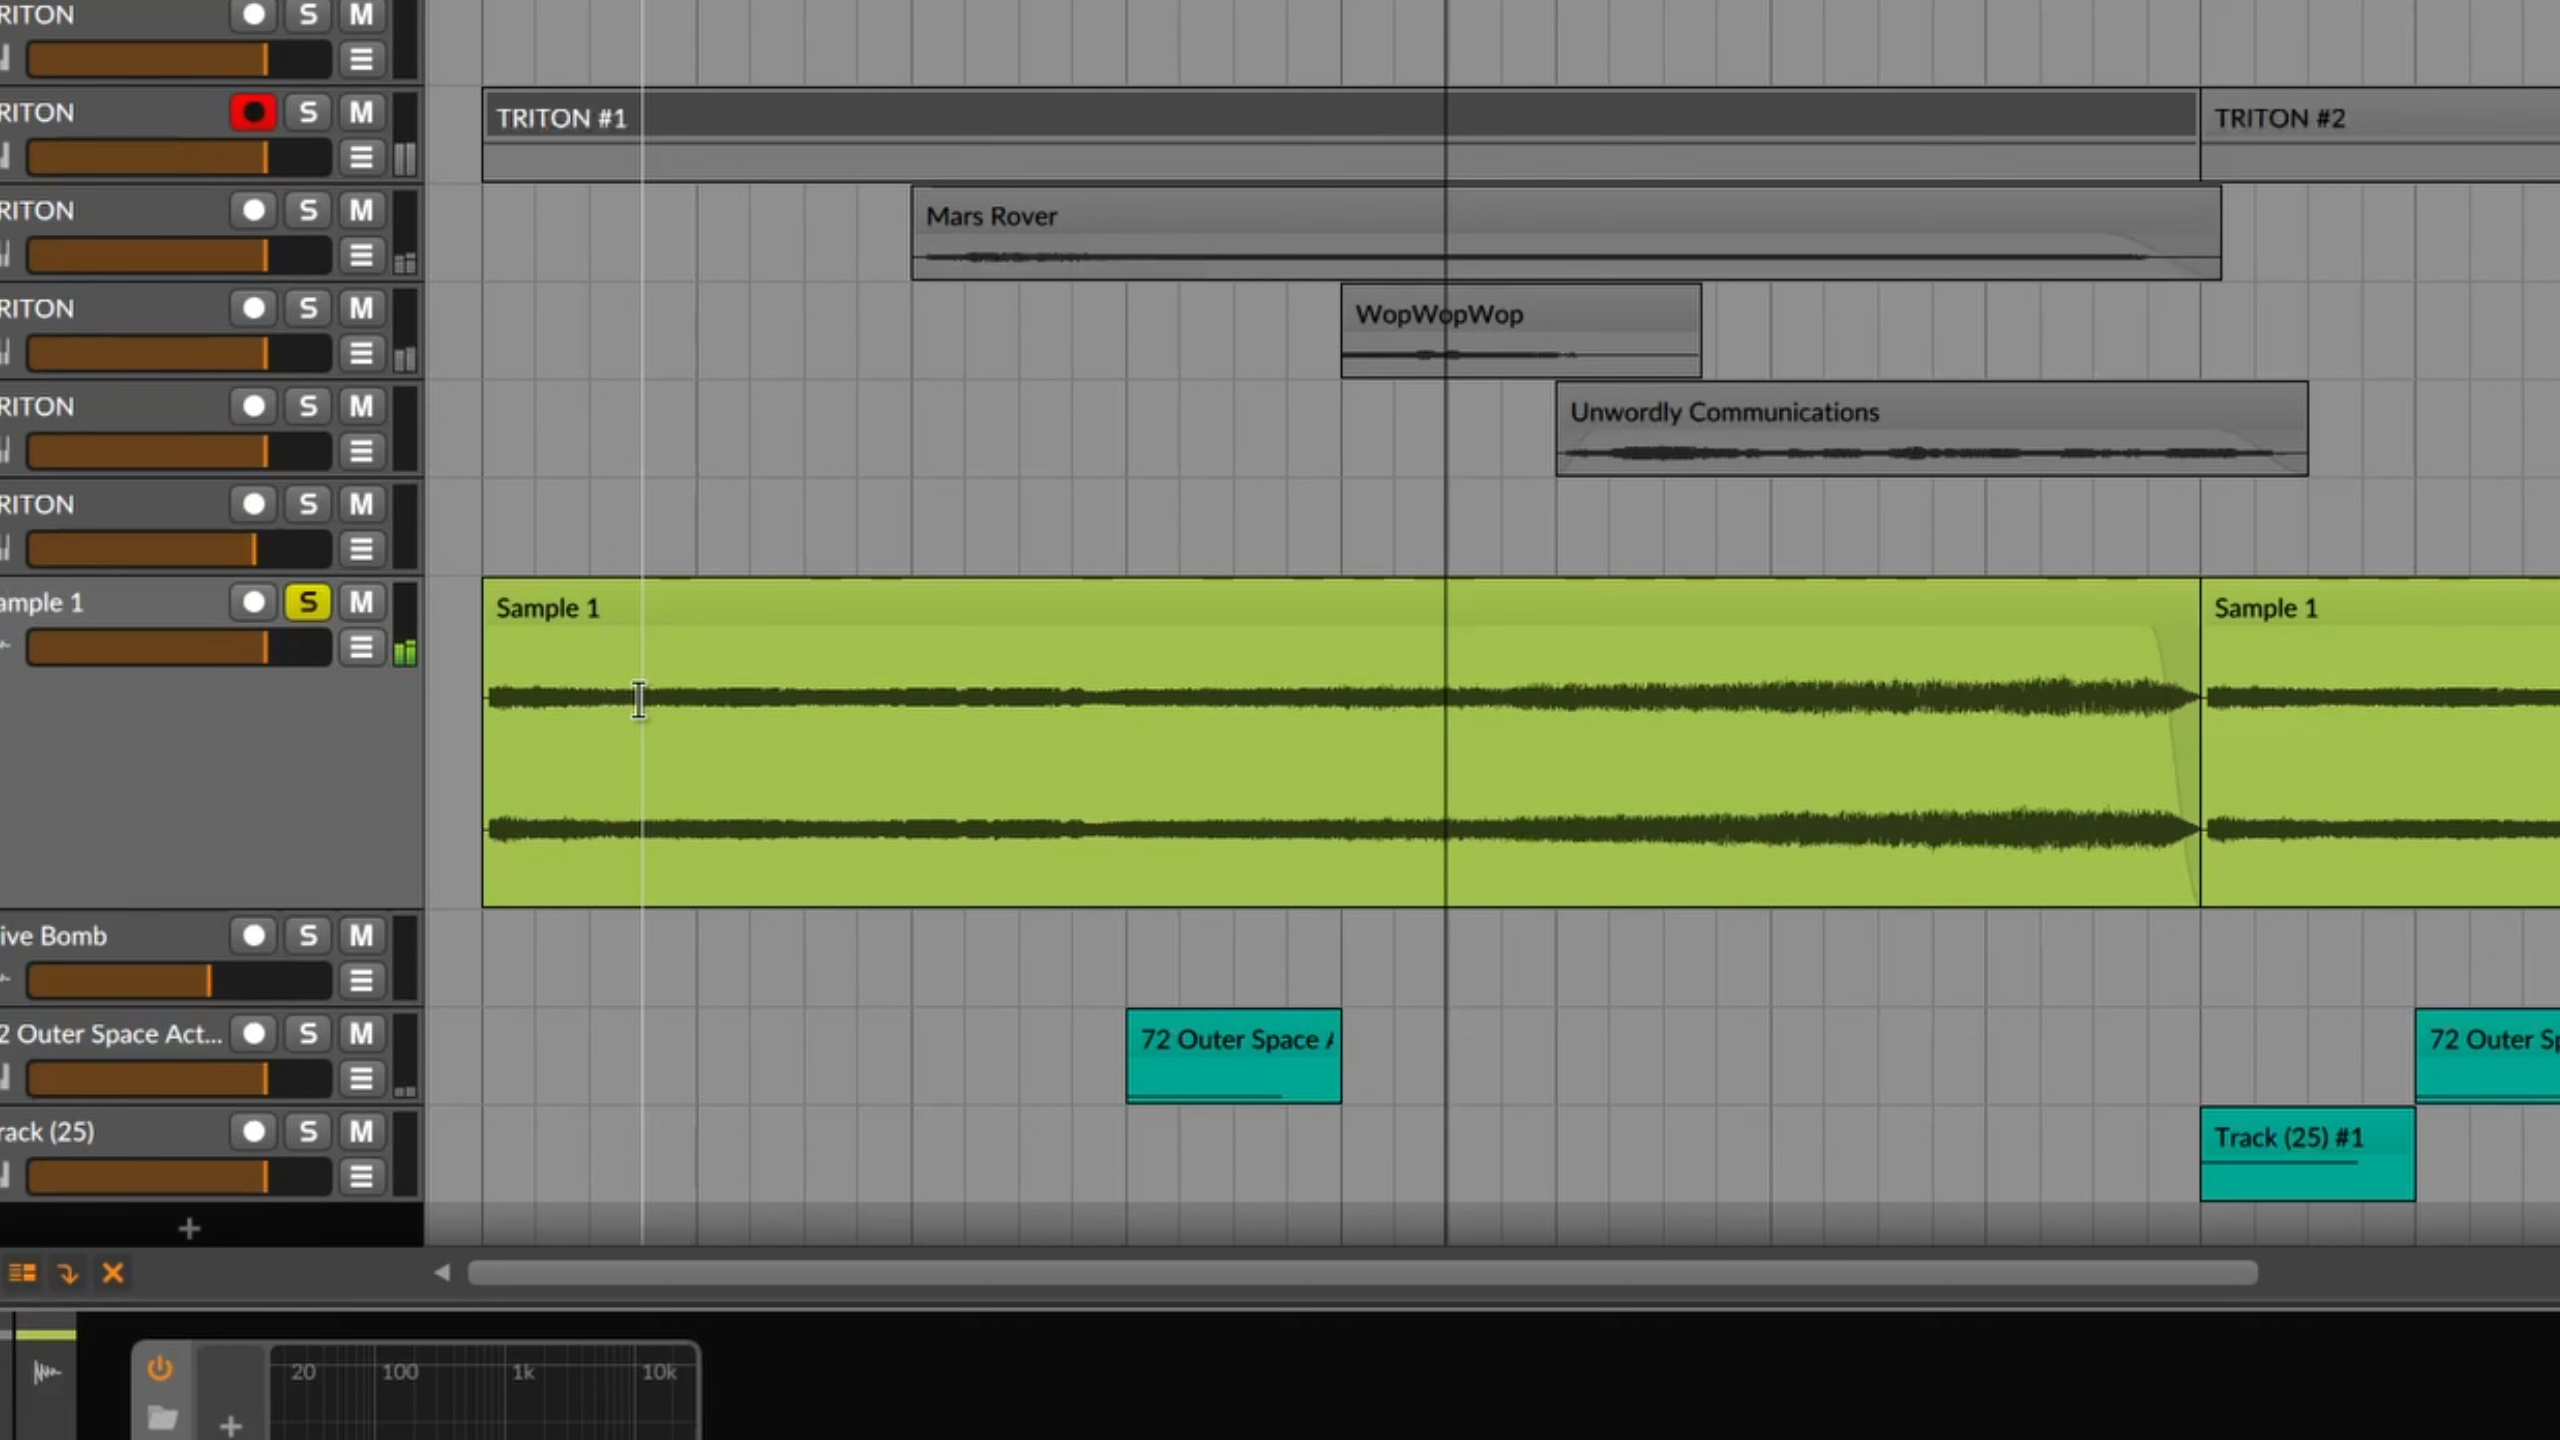 RITON S M
RITON S M
TRITON #1 TRITON #2
RITON S M
Mars Rover
RITON S M
WopWopWop
RITON S M
Unwordly Communications
RITON S M
ample 1 S M
Sample 1 Sample 1
ive Bomb S M
2 Outer Space Act... S M
72 Outer Space A 72 Outer Sp
rack (25) S M
Track (25) #1
+
20 100 1k 10k
+